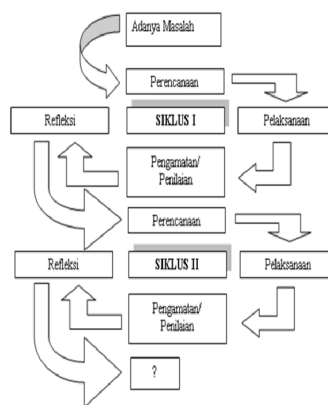 Adanya Masalah
Perencanaan
Refleksi
SIKLUS I
Pelaksanaan
Pengamatan/
Penilaian
Perencanaan
Refleksi
SIKLUS II
Pelaksanaan
Pengamatan/
Penilaian
?